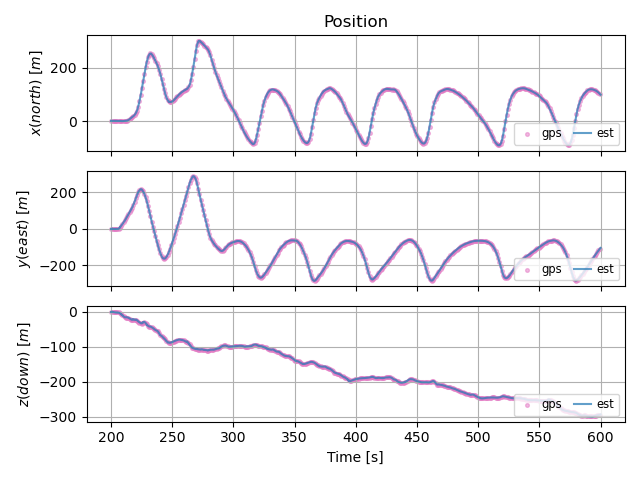 Position
x(north) [m]
200
0
gps est
y(east) [m]
200
0
−200
gps est
z(down) [m]
0
−100
−200
−300
gps est
200 250 300 350 400 450 500 550 600
Time [s]